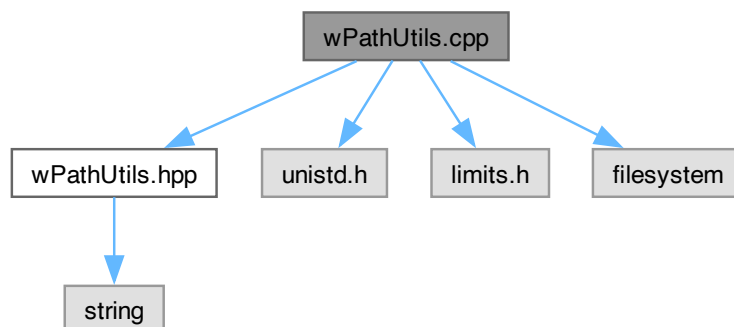 wPathUtils.cpp
wPathUtils.hpp
unistd.h
limits.h
filesystem
string